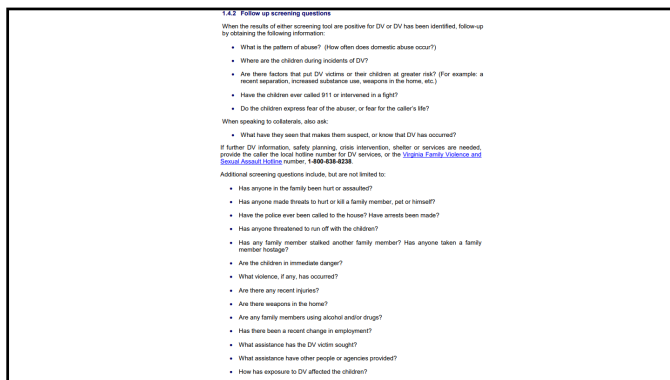 1.4.2 Follow up screening questions
When the results of either screening tool are positive for DV or DV has been identified, follow-up
by obtaining the following information:
• What is the pattern of abuse? (How often does domestic abuse occur?)
• Where are the children during incidents of DV?
• Are there factors that put DV victims or their children at greater risk? (For example: a
recent separation, increased substance use, weapons in the home, etc.)
• Have the children ever called 911 or intervened in a fight?
• Do the children express fear of the abuser, or fear for the caller's life?
When speaking to collaterals, also ask:
• What have they seen that makes them suspect, or know that DV has occurred?
If further DV information, safety planning, crisis intervention, shelter or services are needed,
provide the caller the local hotline number for DV services, or the Virginia Family Violence and
Sexual Assault Hotline number, 1-800-838-8238.
Additional screening questions include, but are not limited to:
• Has anyone in the family been hurt or assaulted?
• Has anyone made threats to hurt or kill a family member, pet or himself?
• Have the police ever been called to the house? Have arrests been made?
• Has anyone threatened to run off with the children?
• Has any family member stalked another family member? Has anyone taken a family
member hostage?
• Are the children in immediate danger?
• What violence, if any, has occurred?
• Are there any recent injuries?
• Are there weapons in the home?
• Are any family members using alcohol and/or drugs?
• Has there been a recent change in employment?
• What assistance has the DV victim sought?
• What assistance have other people or agencies provided?
• How has exposure to DV affected the children?